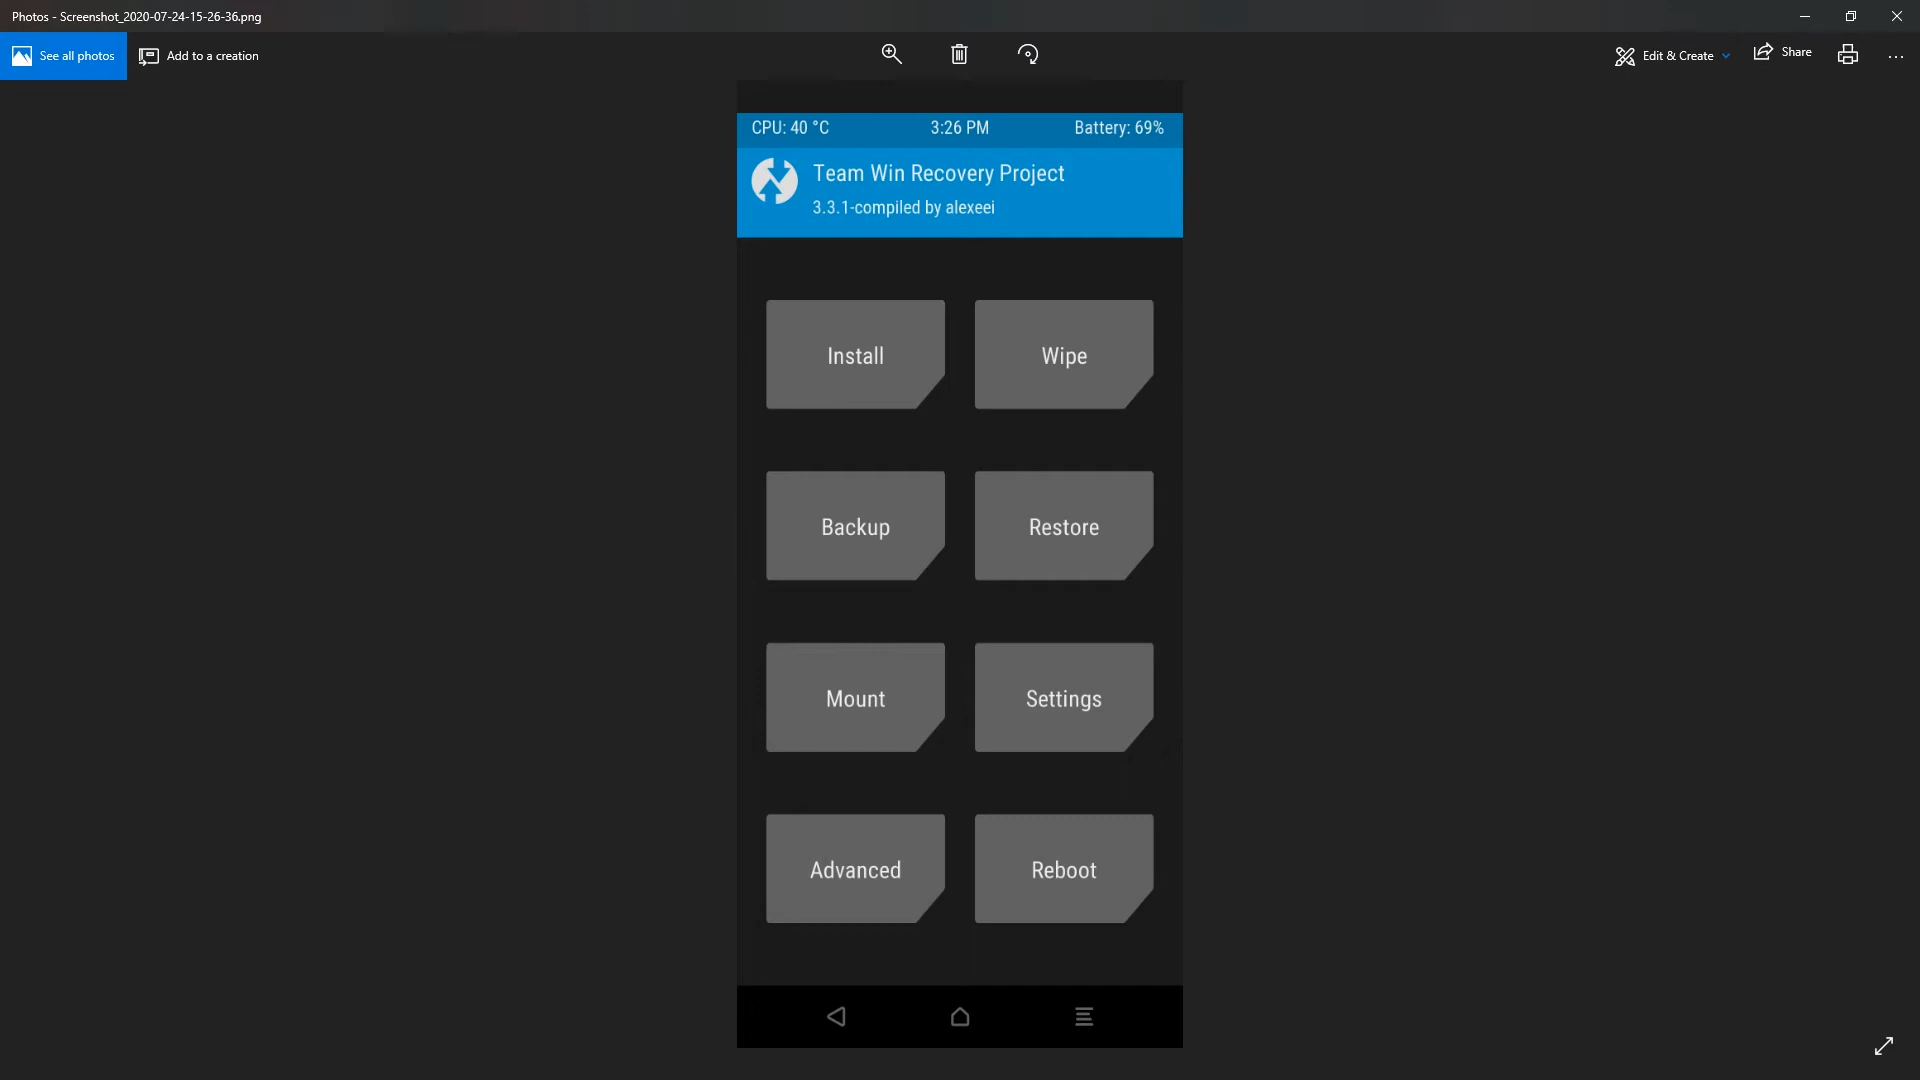 Photos - Screenshot_2020-07-24-15-26-36.png
See all photos
Add to a creation
Edit & Create
Share
CPU: 40 °C
3:26 PM
Battery: 69%
Team Win Recovery Project
3.3.1-compiled by alexeei
Install
Wipe
Backup
Restore
Mount
Settings
Advanced
Reboot